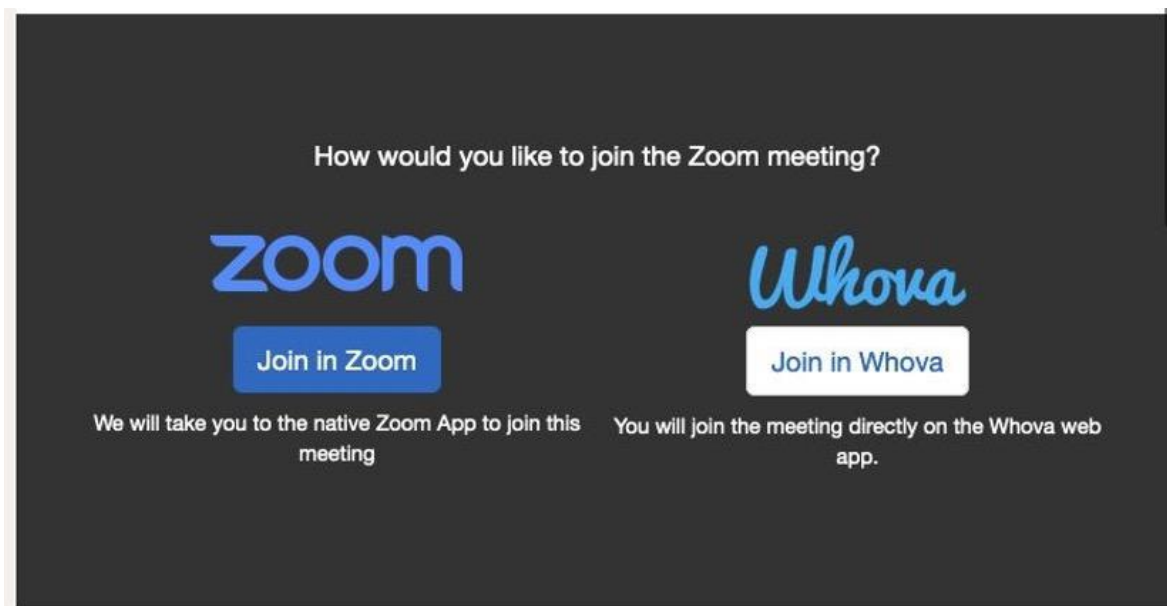 How would you like to join the Zoom meeting?
zoom
Whova
Join in Zoom
Join in Whova
We will take you to the native Zoom App to join this
meeting
You will join the meeting directly on the Whova web
app.